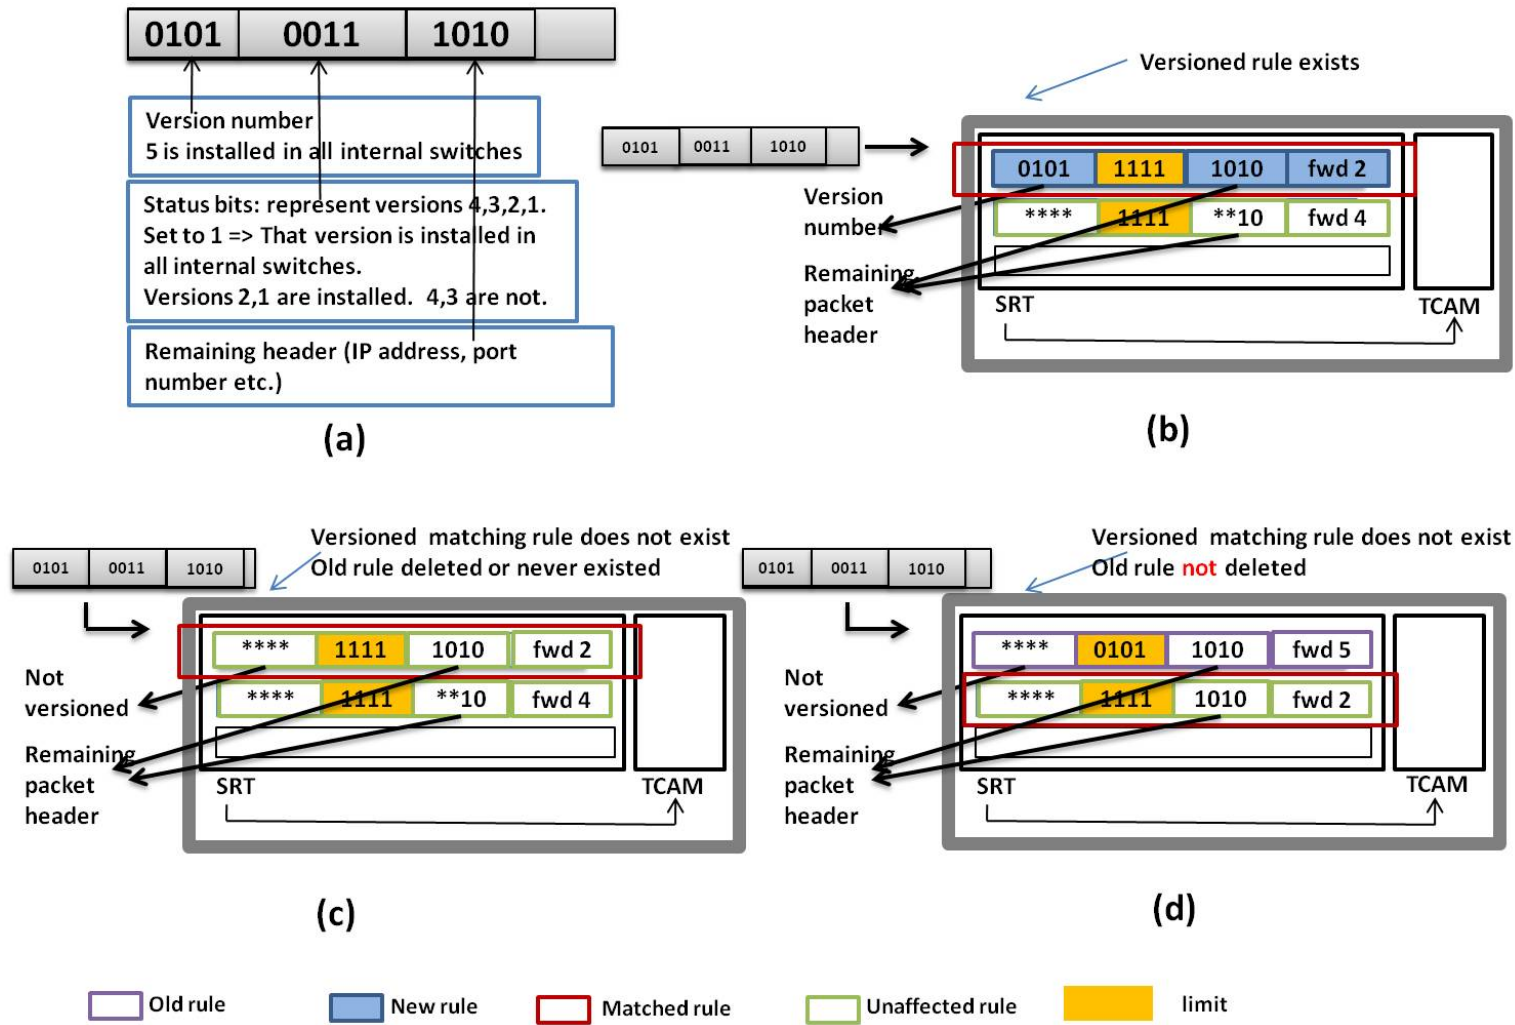 0101 0011 1010
Version number
5 is installed in all internal switches
Status bits: represent versions 4,3,2,1.
Set to 1 => That version is installed in
all internal switches.
Versions 2,1 are installed. 4,3 are not.
Remaining header (IP address, port
number etc.)
(a)
Versioned rule exists
0101 0011 1010
0101 1111 1010 fwd 2
**** 1111 **10 fwd 4
Version
number
Remaining
packet
header
SRT
TCAM
(b)
Versioned matching rule does not exist
Old rule deleted or never existed
0101 0011 1010
**** 1111 1010 fwd 2
**** 1111 **10 fwd 4
Not
versioned
Remaining
packet
header
SRT
TCAM
(c)
Versioned matching rule does not exist
Old rule not deleted
0101 0011 1010
**** 0101 1010 fwd 5
**** 1111 1010 fwd 2
Not
versioned
Remaining
packet
header
SRT
TCAM
(d)
Old rule
New rule
Matched rule
Unaffected rule
limit